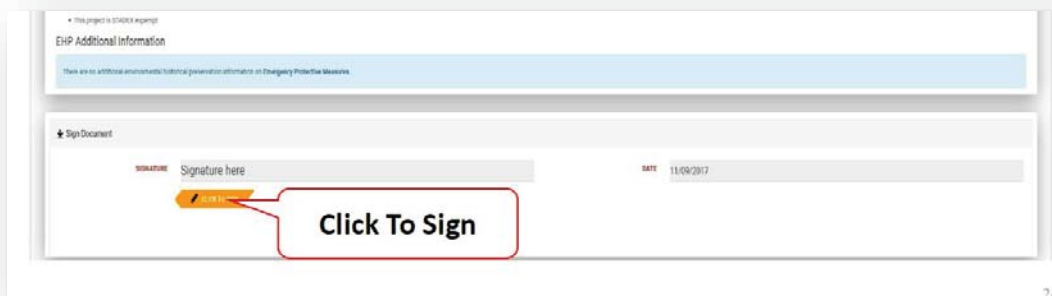 • This project is STATEX expempt
EHP Additional Information
There are no additional environmental historical preservation information on Emergency Protective Measures.
Sign Document
SIGNATURE Signature here DATE 11/09/2017
Click To Sign